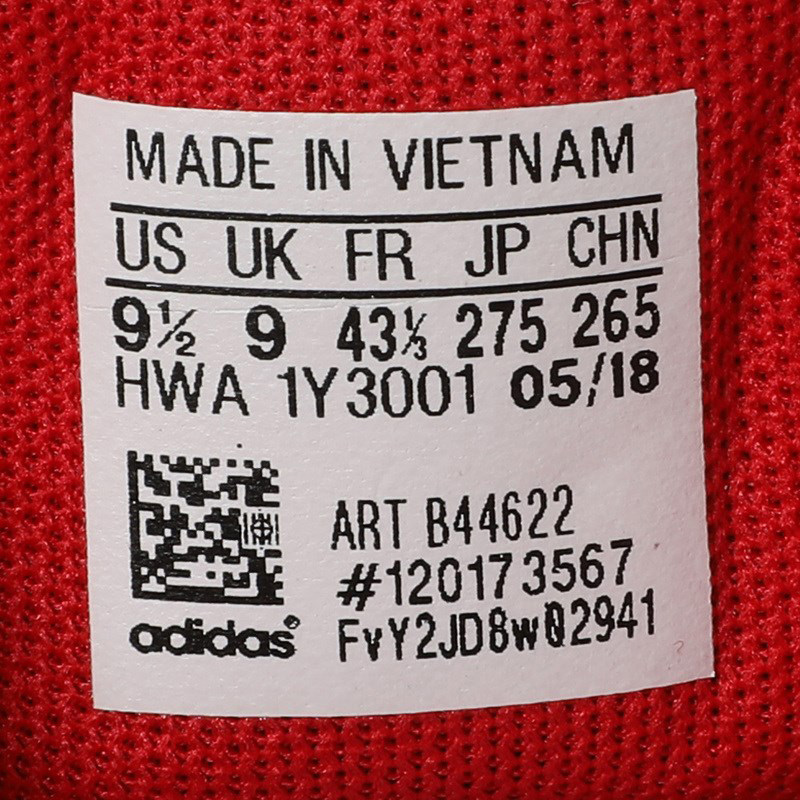 MADE IN VIETNAM
US UK FR JP CHN
9½ 9 43⅓ 275 265
HWA 1Y3001 05/18
ART B44622
#120173567
FvY2JD8w02941
adidas®